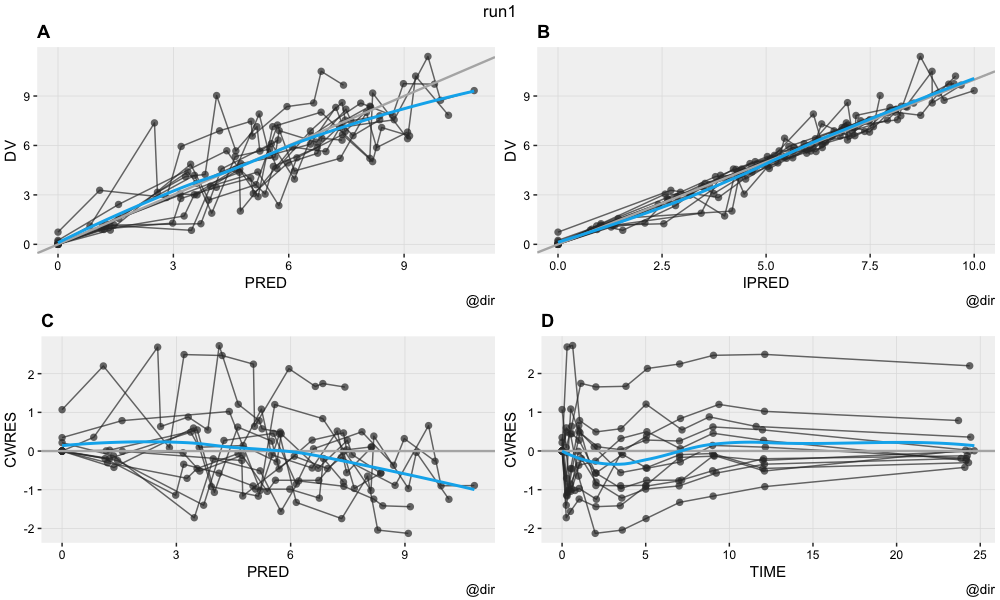 run1
A
9
6
3
0
DV
0 3 6 9
PRED
@dir
B
9
6
3
0
DV
0.0 2.5 5.0 7.5 10.0
IPRED
@dir
C
2
1
0
-1
-2
CWRES
0 3 6 9
PRED
@dir
D
2
1
0
-1
-2
CWRES
0 5 10 15 20 25
TIME
@dir